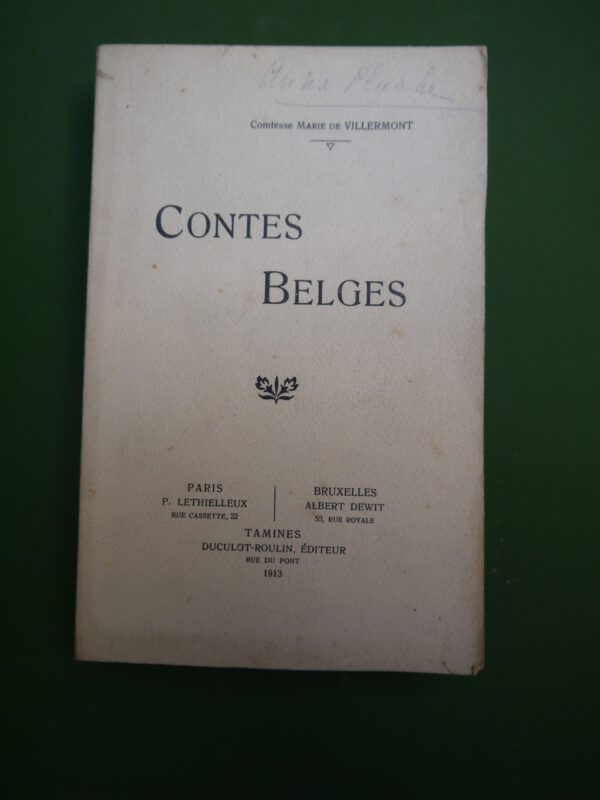 Anna
Comtesse MARIE DE VILLERMONT
CONTES
BELGES
PARIS
P. LETHIELLEUX
RUE CASSETTE, 22
BRUXELLES
ALBERT DEWIT
53, RUE ROYALE
TAMINES
DUCULOT-ROULIN, ÉDITEUR
RUE DU PONT
1913